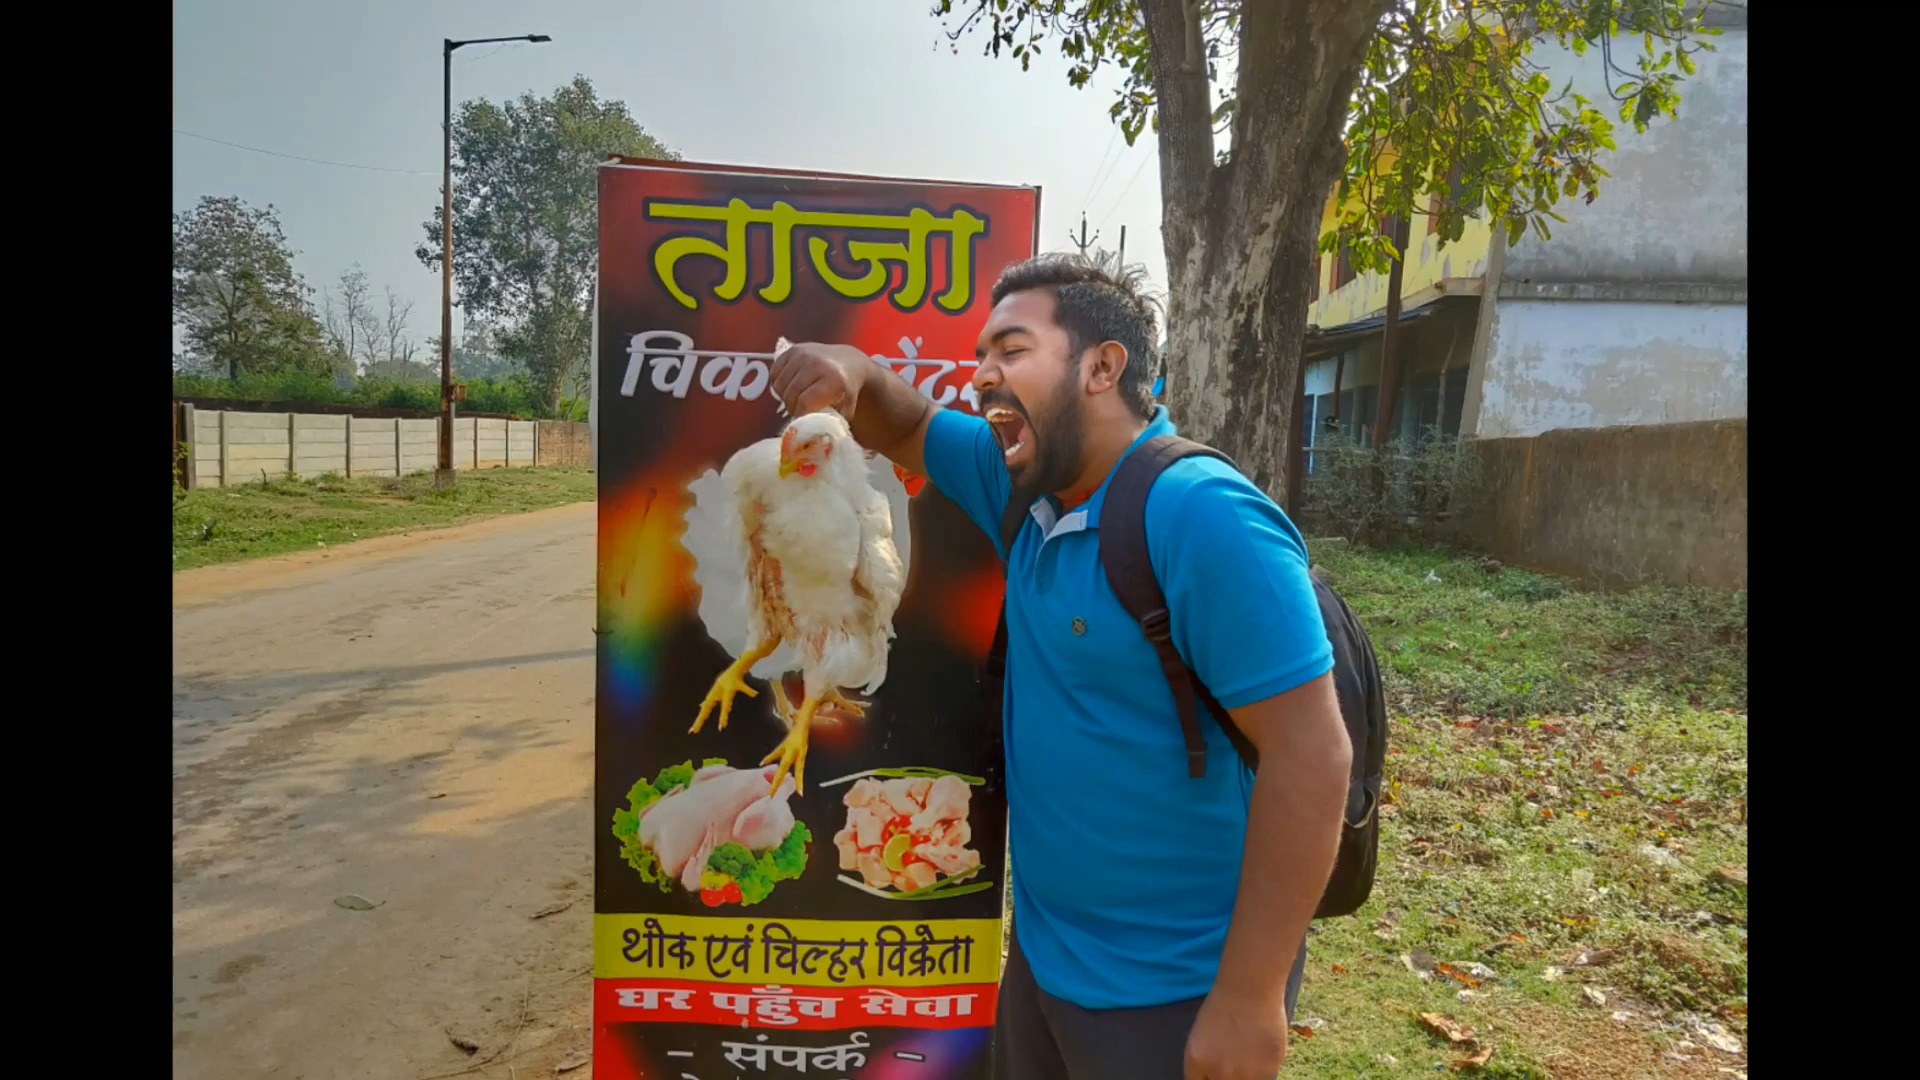 ताजा
थोक एवं चिल्हर विक्रेता
घर पहुँच सेवा
- संपर्क -